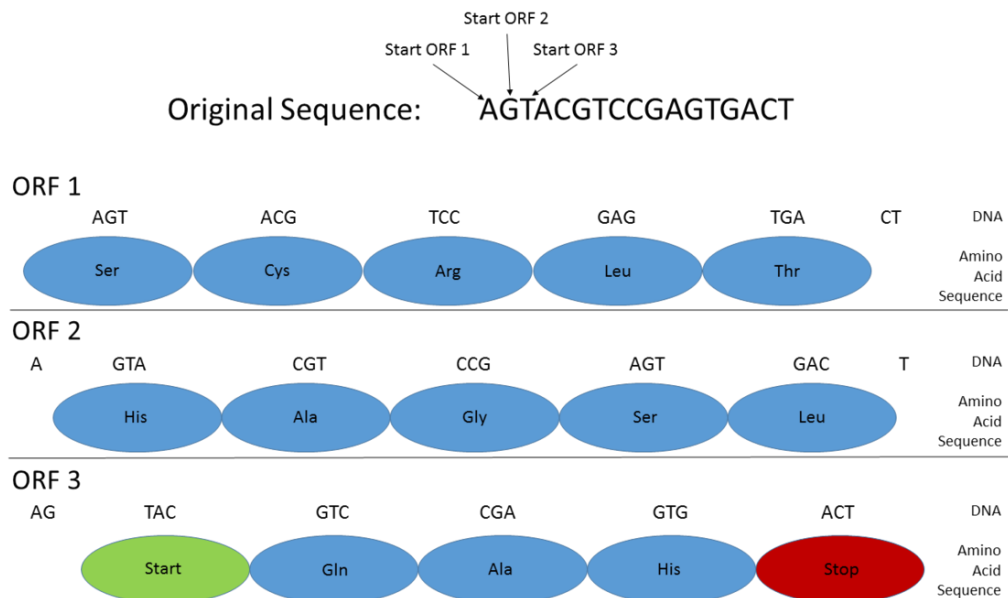 Start ORF 2
Start ORF 1 Start ORF 3
Original Sequence: AGTACGTCCGAGTGACT
ORF 1
AGT ACG TCC GAG TGA CT DNA
Ser Cys Arg Leu Thr Amino
Acid
Sequence
ORF 2
A GTA CGT CCG AGT GAC T DNA
His Ala Gly Ser Leu Amino
Acid
Sequence
ORF 3
AG TAC GTC CGA GTG ACT DNA
Start Gln Ala His Stop Amino
Acid
Sequence